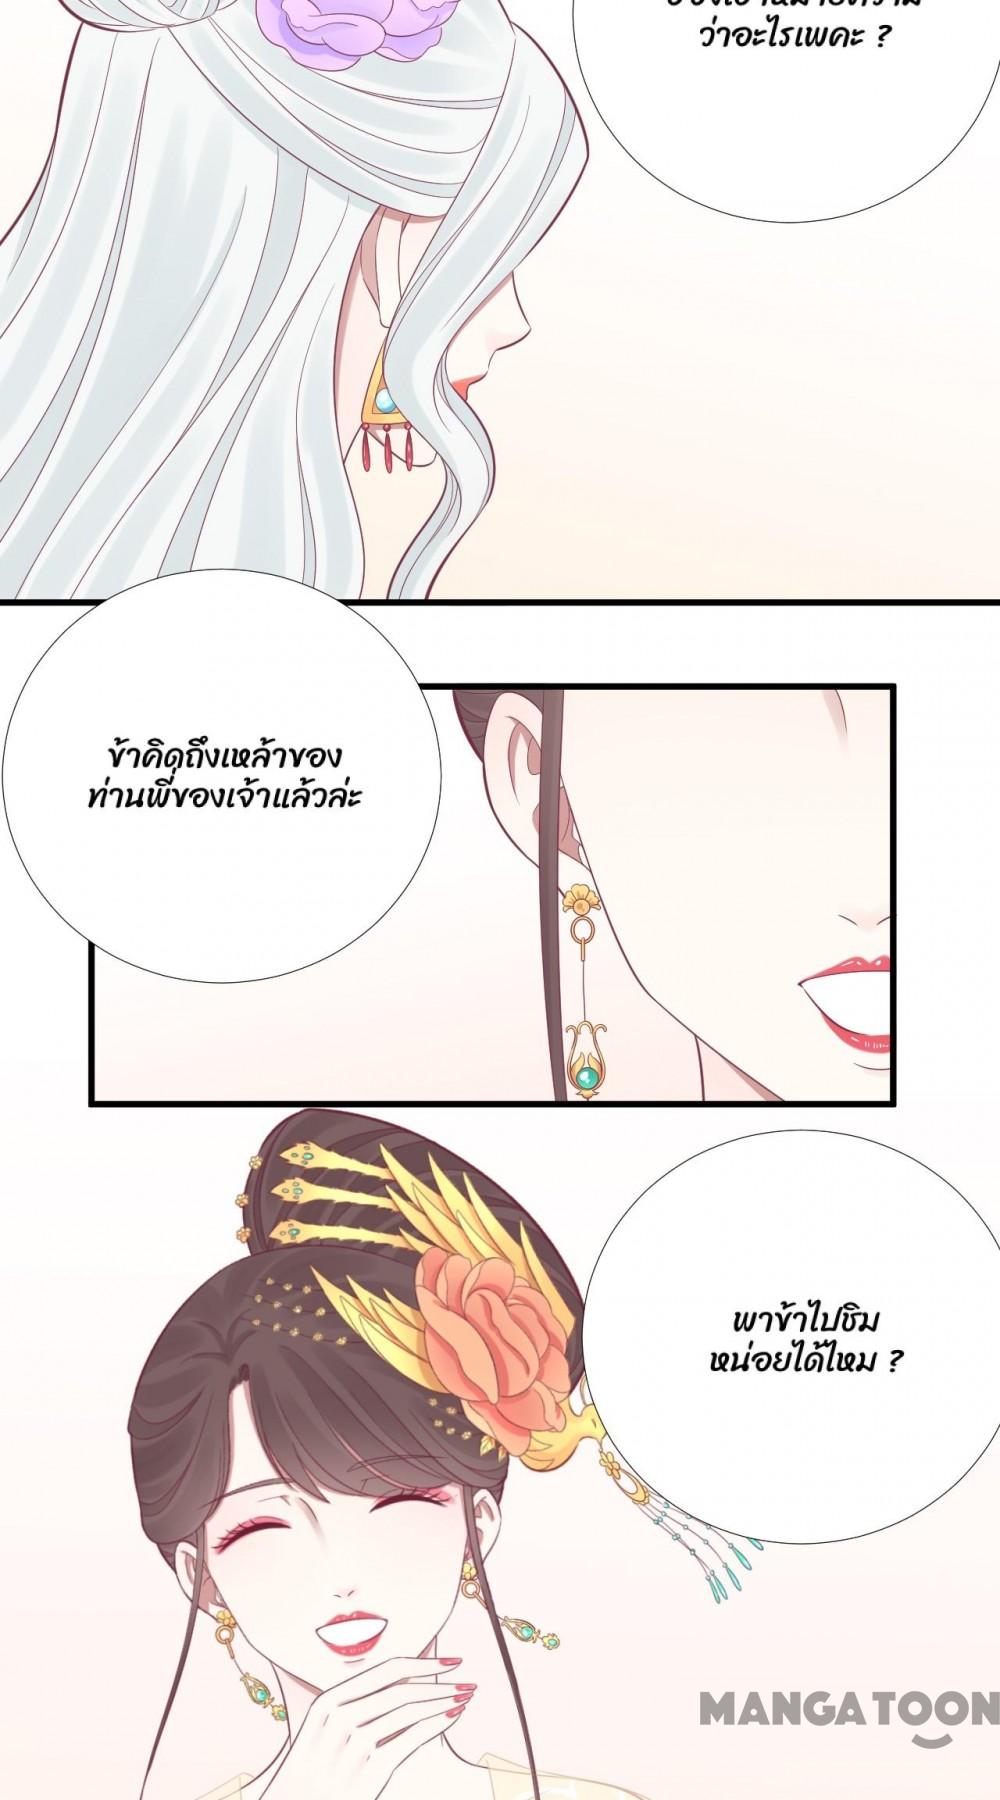 ว่าอะไรเพคะ ?
ข้าคิดถึงเหล้าของ
ท่านพี่ของเจ้าแล้วล่ะ
พาข้าไปชิม
หน่อยได้ไหม ?
MANGATOON